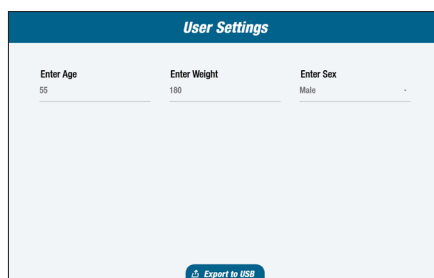 User Settings
Enter Age
55
Enter Weight
180
Enter Sex
Male
Export to USB